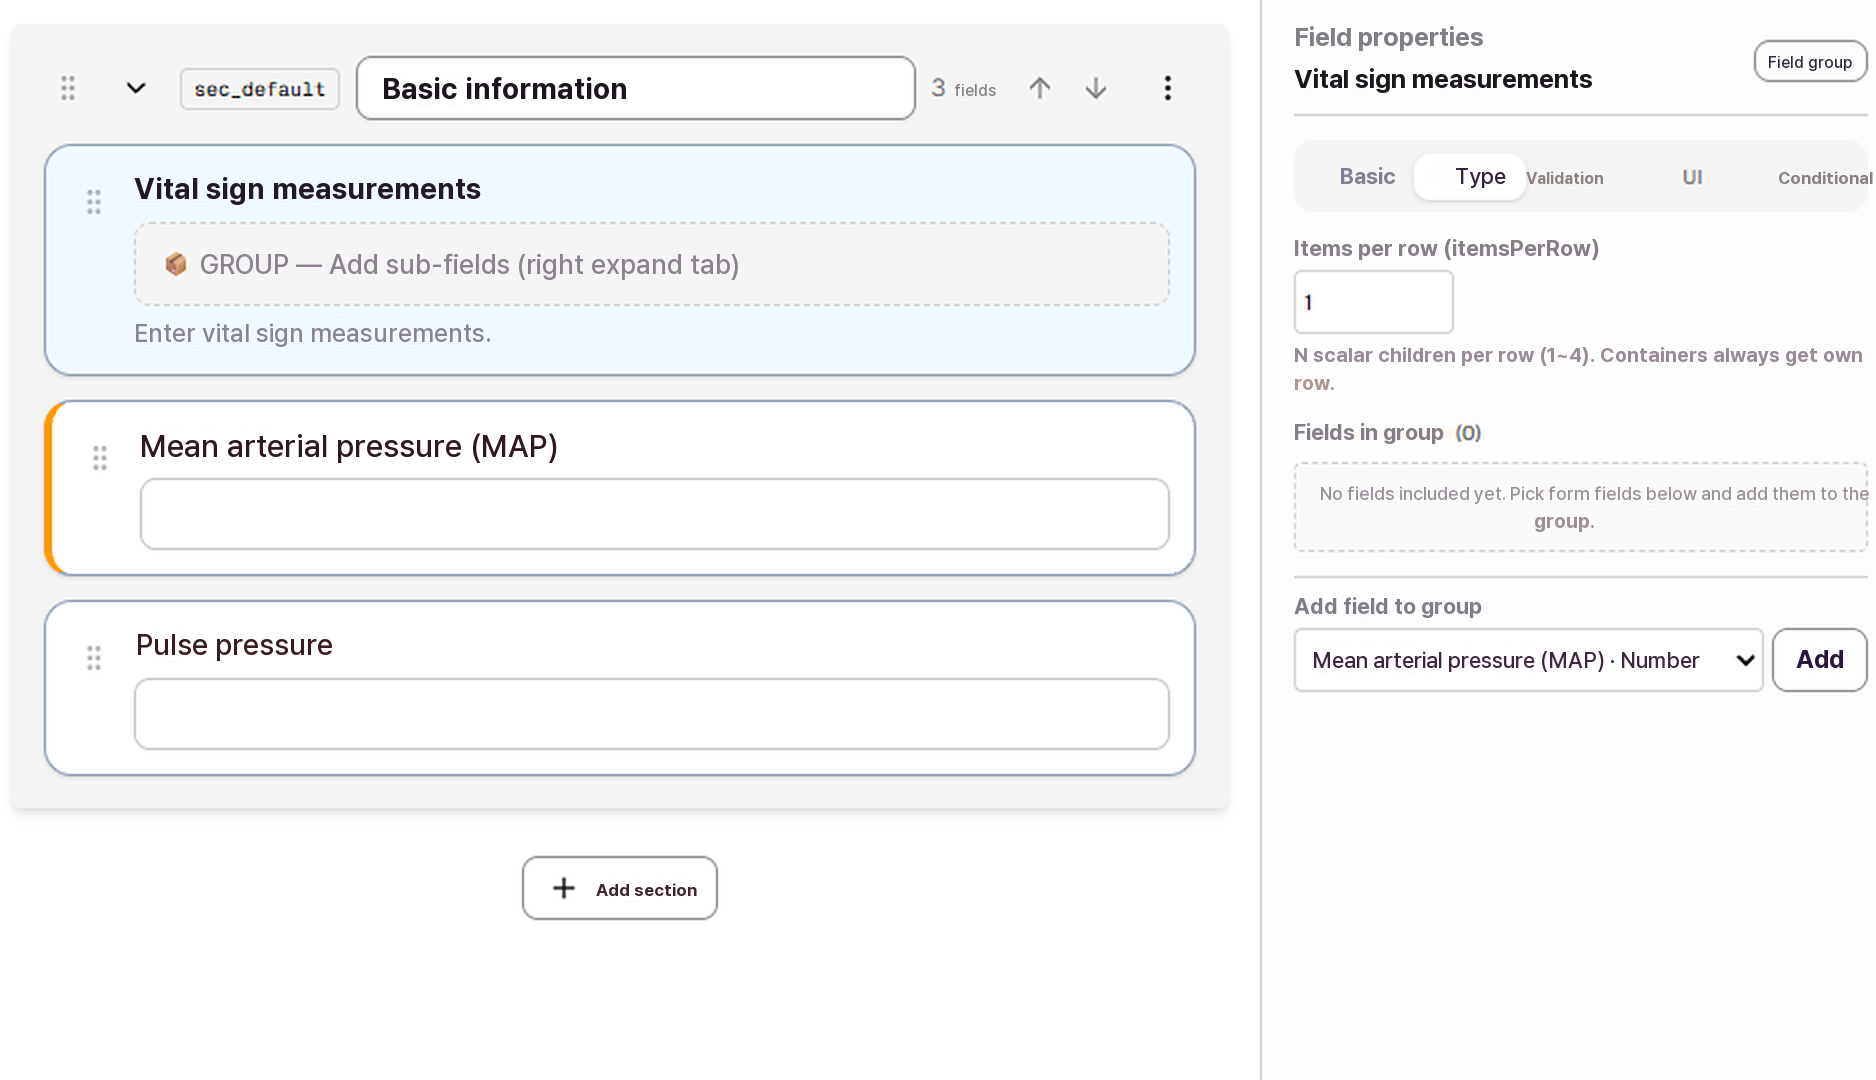 sec_default
Basic information
3 fields
Vital sign measurements
GROUP — Add sub-fields (right expand tab)
Enter vital sign measurements.
Mean arterial pressure (MAP)
Pulse pressure
Add section
Field properties
Vital sign measurements
Field group
Basic
Type
Validation
UI
Conditional
Items per row (itemsPerRow)
1
N scalar children per row (1~4). Containers always get own
row.
Fields in group (0)
No fields included yet. Pick form fields below and add them to the
group.
Add field to group
Mean arterial pressure (MAP) · Number
Add